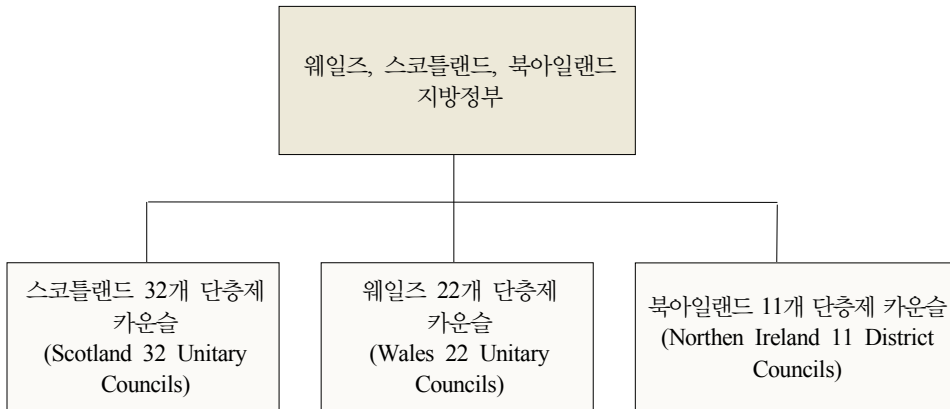 웨일즈, 스코틀랜드, 북아일랜드
지방정부
스코틀랜드 32개 단층제
카운슬
(Scotland 32 Unitary
Councils)
웨일즈 22개 단층제
카운슬
(Wales 22 Unitary
Councils)
북아일랜드 11개 단층제 카운슬
(Northen Ireland 11 District
Councils)